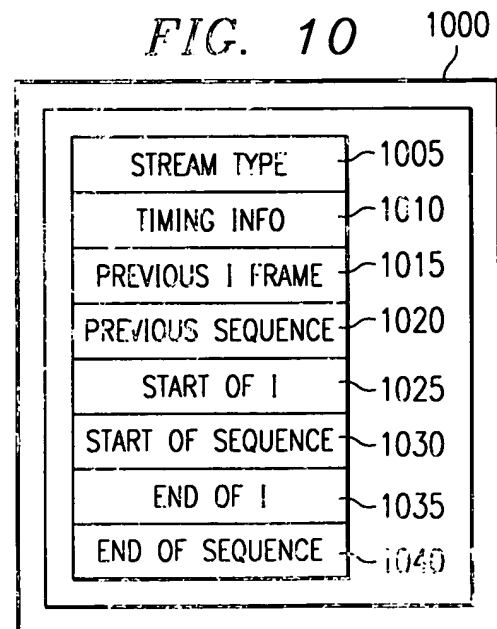 FIG. 10
1000
STREAM TYPE 1005
TIMING INFO 1010
PREVIOUS I FRAME 1015
PREVIOUS SEQUENCE 1020
START OF I 1025
START OF SEQUENCE 1030
END OF I 1035
END OF SEQUENCE 1040